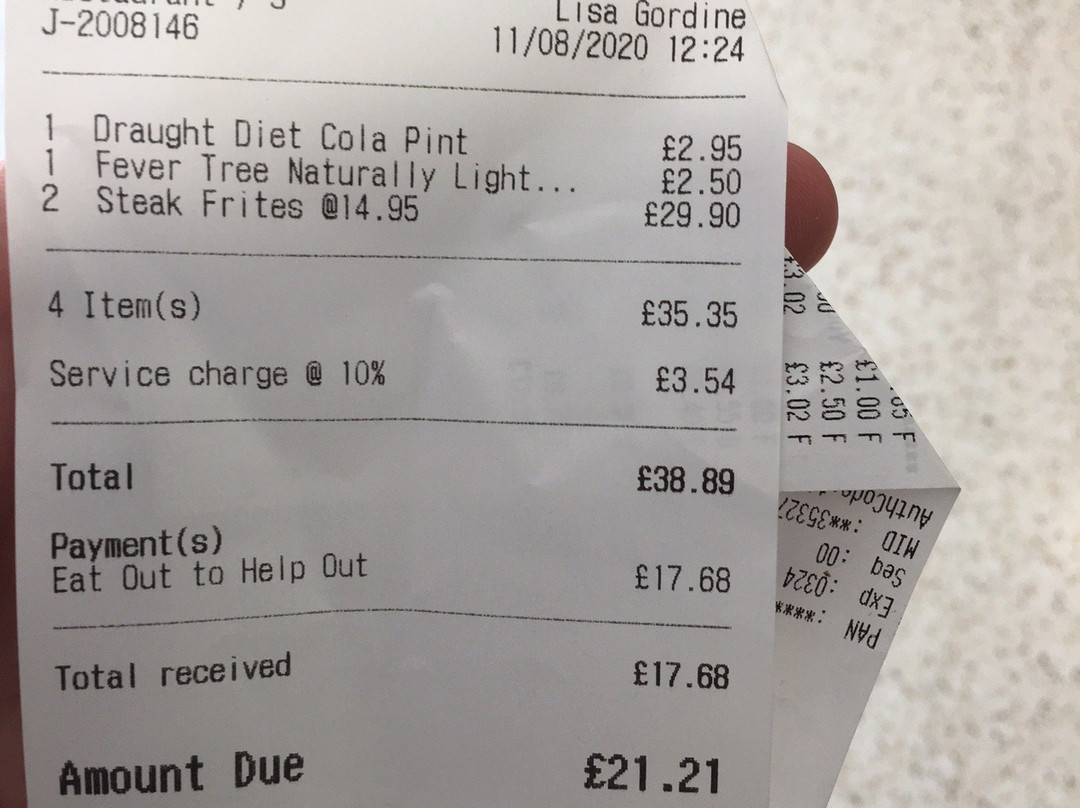 Lisa Gordine
J-2008146 11/08/2020 12:24
1 Draught Diet Cola Pint £2.95
1 Fever Tree Naturally Light... £2.50
2 Steak Frites @14.95 £29.90
4 Item(s) £35.35
Service charge @ 10% £3.54
Total £38.89
Payment(s)
Eat Out to Help Out £17.68
Total received £17.68
Amount Due £21.21
£1.00 F
£2.50 F
£3.02 F
MID :**35327
Seq :00
Exp :0324
PAN :****